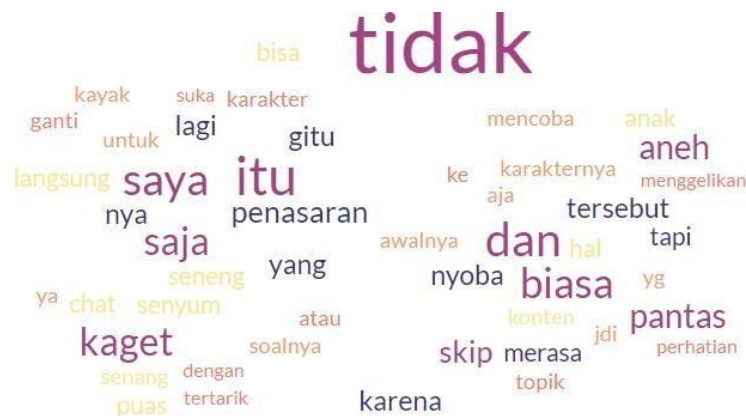 tidak
bisa
kayak suka karakter
ganti untuk lagi gitu mencoba anak
aneh
langsung saya itu ke karakternya menggelikan
aja
nya penasaran tersebut
saja awalnya dan hal tapi
seneng yang nyoba biasa yg
ya chat senyum atau konten pantas
kaget soalnya jdi
skip merasa perhatian
senang dengan topik
puas tertarik karena